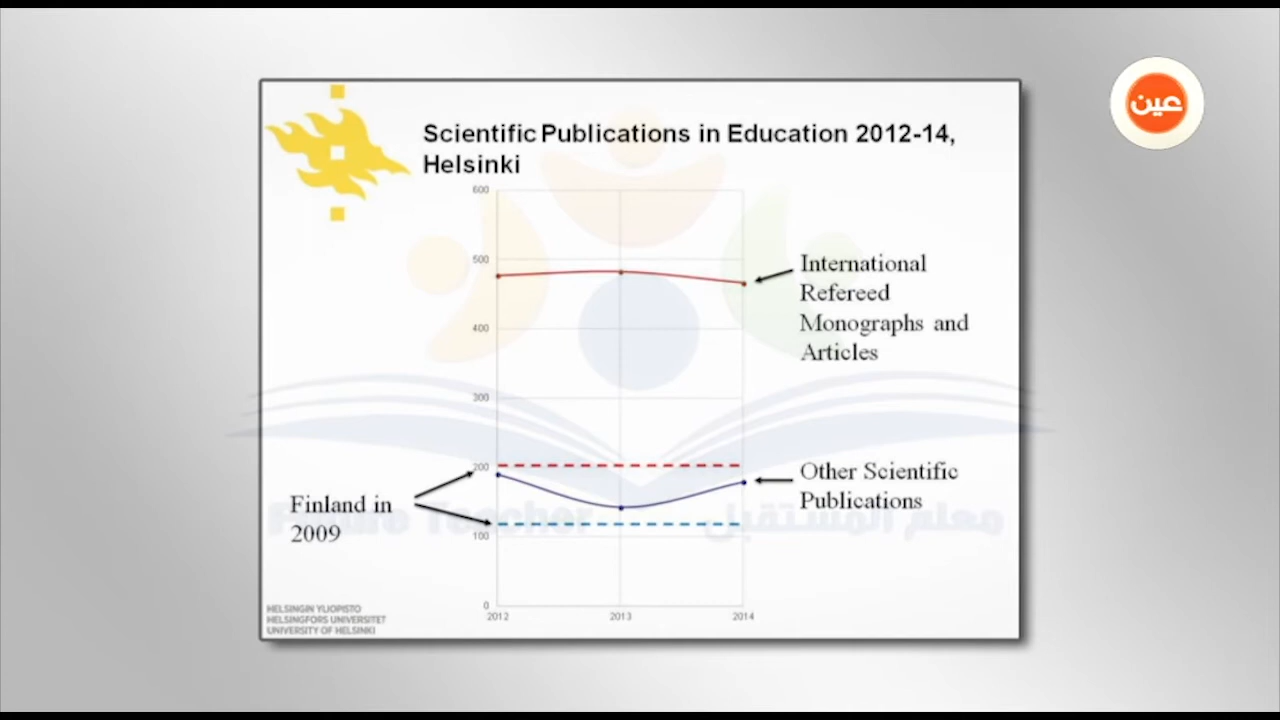 عين
Scientific Publications in Education 2012-14,
Helsinki
600
500
400
300
200
100
0
2012
2013
2014
International
Refereed
Monographs and
Articles
Other Scientific
Publications
Finland in
2009
Future Teacher
معلم المستقبل
HELSINGIN YLIOPISTO
HELSINGFORS UNIVERSITET
UNIVERSITY OF HELSINKI